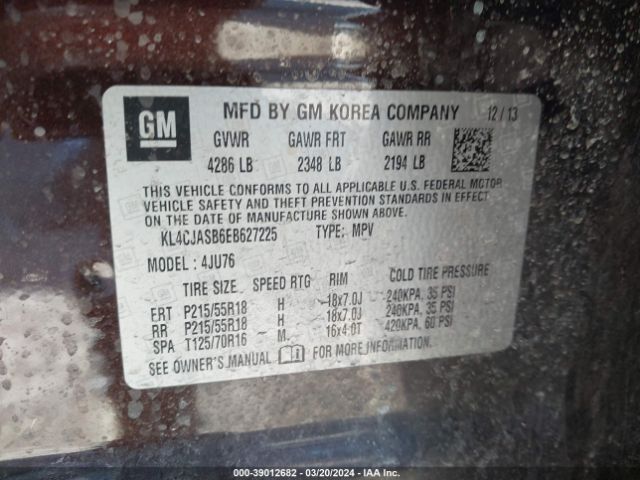 GM
MFD BY GM KOREA COMPANY 12/13
GVWR GAWR FRT GAWR RR
4286 LB 2348 LB 2194 LB
THIS VEHICLE CONFORMS TO ALL APPLICABLE U.S. FEDERAL MOTOR
VEHICLE SAFETY AND THEFT PREVENTION STANDARDS IN EFFECT
ON THE DATE OF MANUFACTURE SHOWN ABOVE.
KL4CJASB6EB627225 TYPE: MPV
MODEL: 4JU76
TIRE SIZE SPEED RTG RIM COLD TIRE PRESSURE
FRT P215/55R18 H 18x7.0J 240KPA, 35 PSI
RR P215/55R18 H 18x7.0J 240KPA, 35 PSI
SPA T125/70R16 M 16x4.0T 420KPA, 60 PSI
SEE OWNER'S MANUAL FOR MORE INFORMATION.
000-39012682 - 03/20/2024 - IAA Inc.